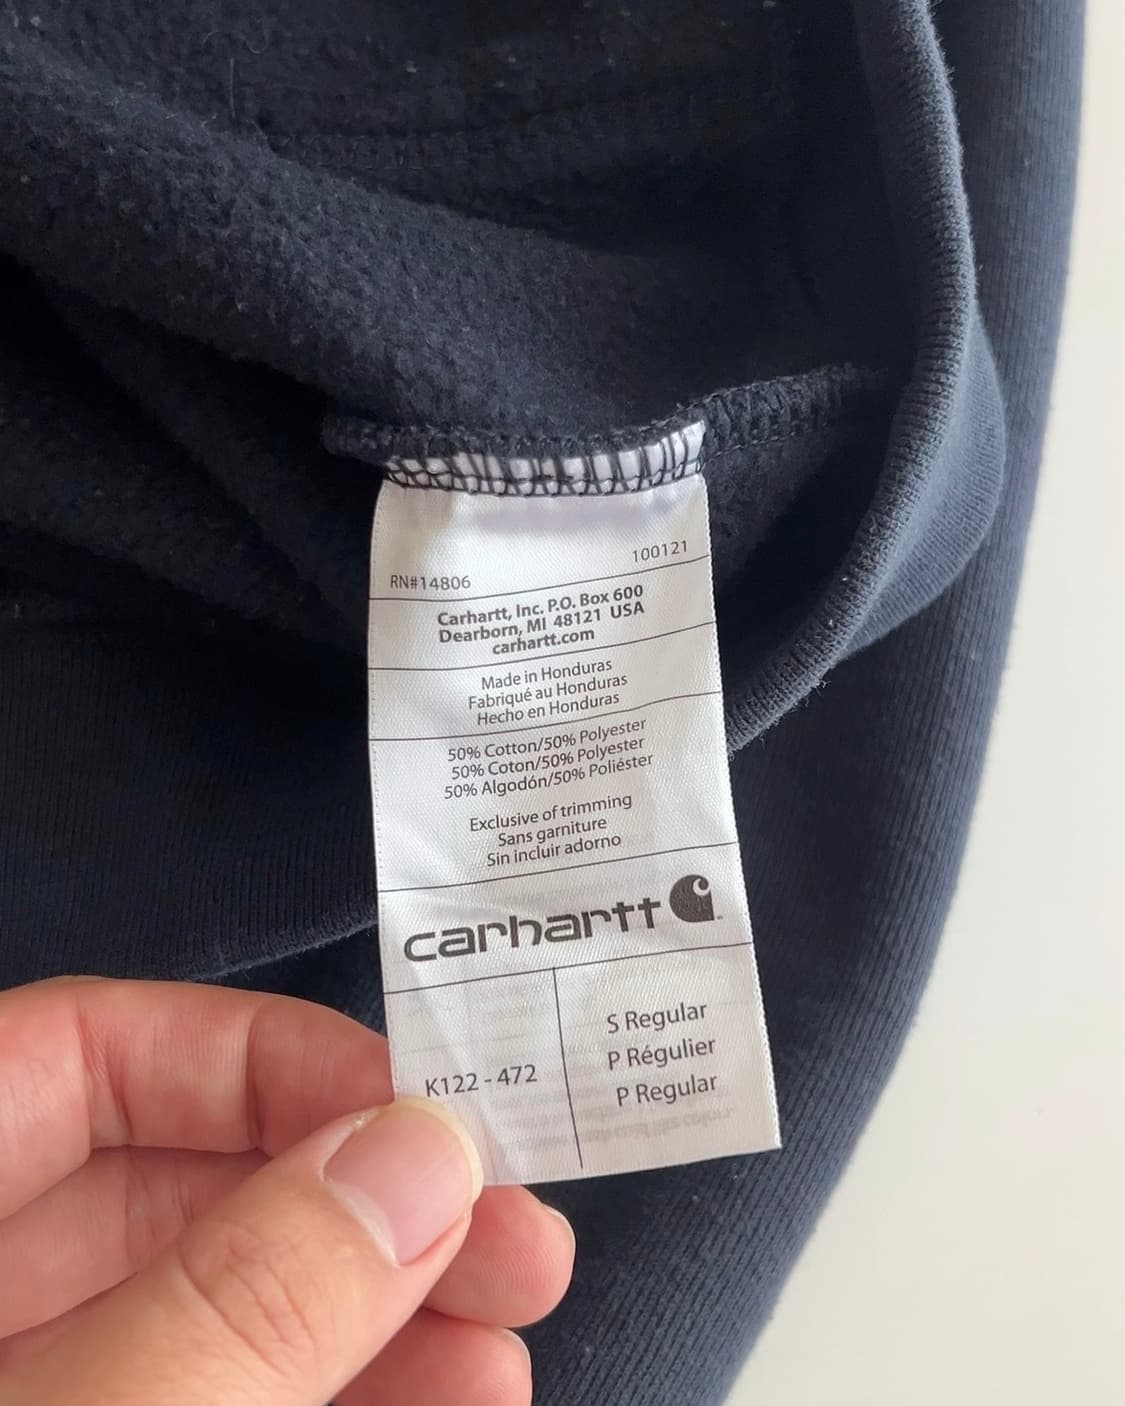 100121
RN#14806
Carhartt, Inc. P.O. Box 600
Dearborn, MI 48121 USA
carhartt.com
Made in Honduras
Fabriqué au Honduras
Hecho en Honduras
50% Cotton/50% Polyester
50% Coton/50% Polyester
50% Algodón/50% Poliéster
Exclusive of trimming
Sans garniture
Sin incluir adorno
carhartt
K122 - 472
S Regular
P Régulier
P Regular